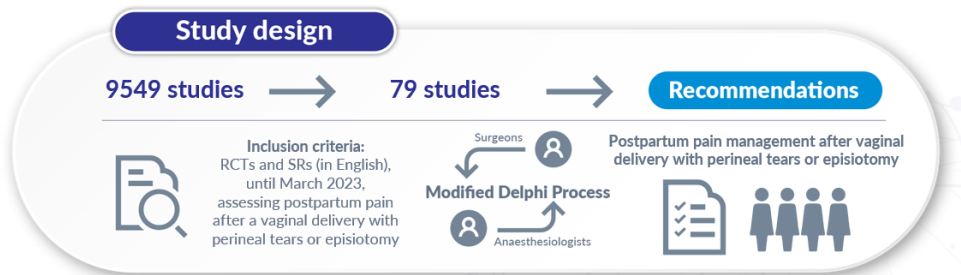 Study design
9549 studies
79 studies
Recommendations
Inclusion criteria:
RCTs and SRs (in English),
until March 2023,
assessing postpartum pain
after a vaginal delivery with
perineal tears or episiotomy
Surgeons
Modified Delphi Process
Anaesthesiologists
Postpartum pain management after vaginal
delivery with perineal tears or episiotomy